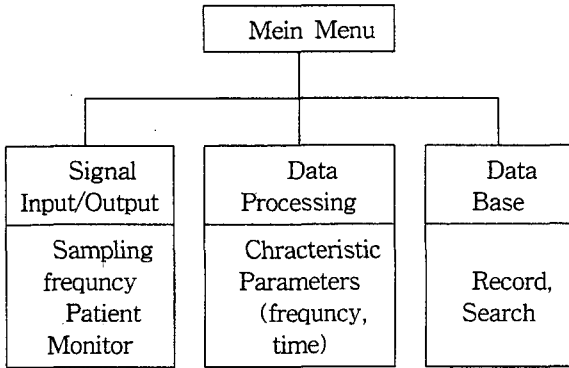 Mein Menu
Signal
Input/Output
Sampling
frequncy
Patient
Monitor
Data
Processing
Chracteristic
Parameters
(frequncy,
time)
Data
Base
Record,
Search